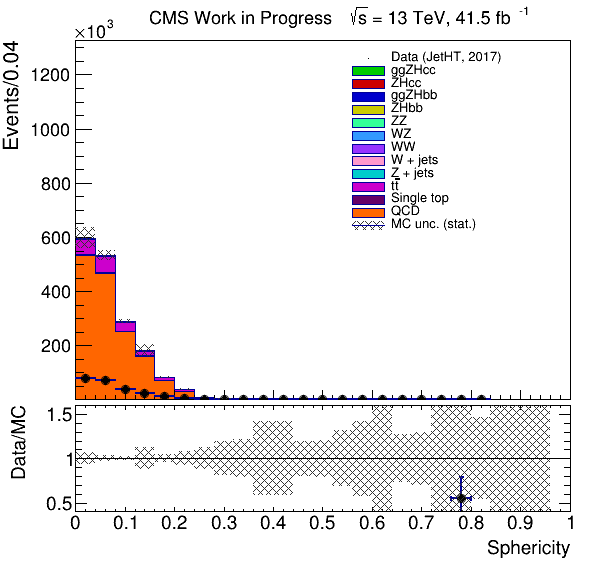 CMS Work in Progress √s = 13 TeV, 41.5 fb⁻¹
×10³
Events/0.04
1200
1000
800
600
400
200
Data (JetHT, 2017)
ggZHcc
ZHcc
ggZHbb
ZHbb
ZZ
WZ
WW
W + jets
Z + jets
tt̅
Single top
QCD
MC unc. (stat.)
Data/MC
1.5
1
0.5
0 0.1 0.2 0.3 0.4 0.5 0.6 0.7 0.8 0.9 1
Sphericity